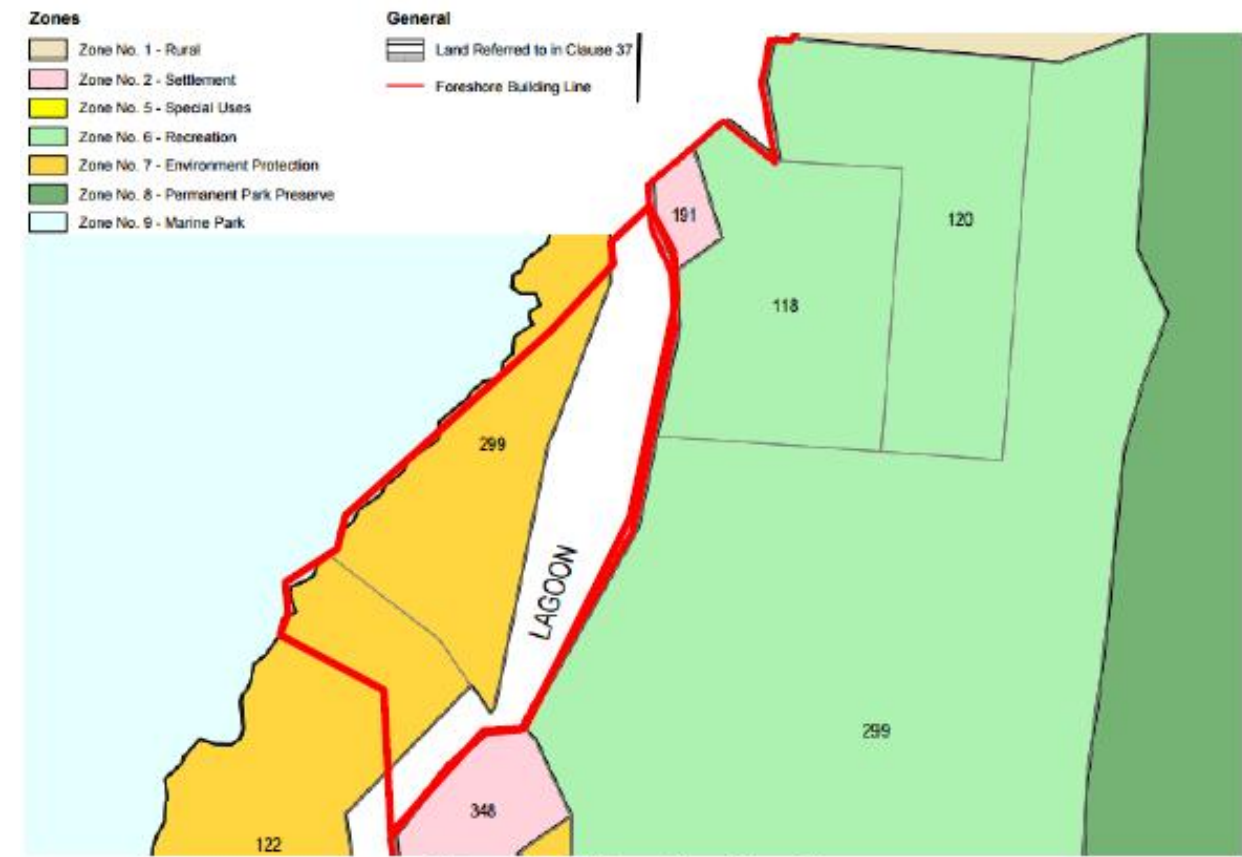 Zones
Zone No. 1 - Rural
Zone No. 2 - Settlement
Zone No. 5 - Special Uses
Zone No. 6 - Recreation
Zone No. 7 - Environment Protection
Zone No. 8 - Permanent Park Preserve
Zone No. 9 - Marine Park
General
Land Referred to in Clause 37
Foreshore Building Line
191
120
118
299
LAGOON
299
348
122